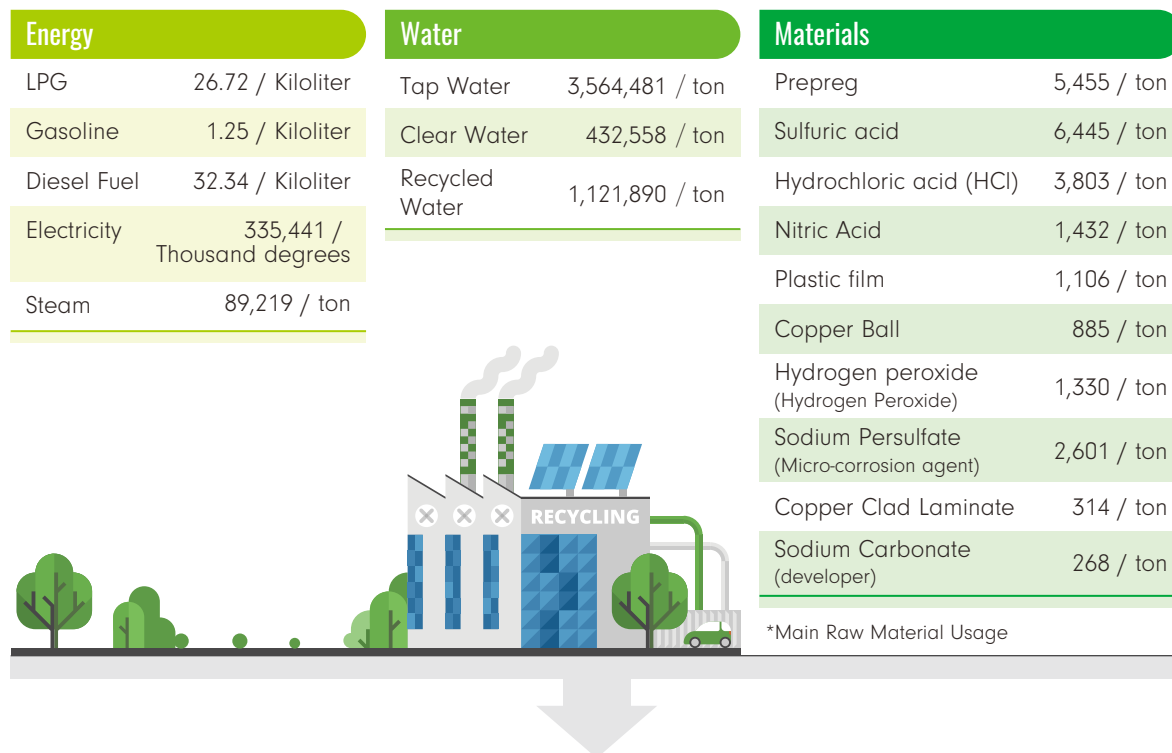 Energy
LPG 26.72 / Kiloliter
Gasoline 1.25 / Kiloliter
Diesel Fuel 32.34 / Kiloliter
Electricity 335,441 /
Thousand degrees
Steam 89,219 / ton
Water
Tap Water 3,564,481 / ton
Clear Water 432,558 / ton
Recycled
Water 1,121,890 / ton
Materials
Prepreg 5,455 / ton
Sulfuric acid 6,445 / ton
Hydrochloric acid (HCl) 3,803 / ton
Nitric Acid 1,432 / ton
Plastic film 1,106 / ton
Copper Ball 885 / ton
Hydrogen peroxide
(Hydrogen Peroxide) 1,330 / ton
Sodium Persulfate
(Micro-corrosion agent) 2,601 / ton
Copper Clad Laminate 314 / ton
Sodium Carbonate
(developer) 268 / ton
*Main Raw Material Usage
RECYCLING